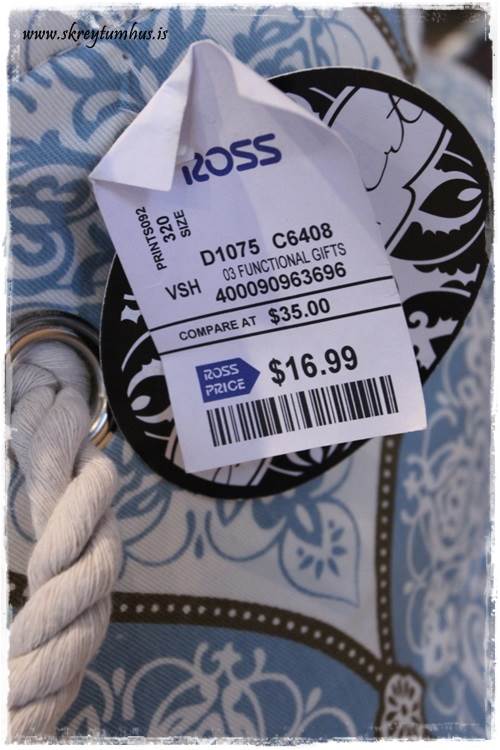 www.skreytumhus.is
ROSS
PRINTS092
320
SIZE
D1075 C6408
03 FUNCTIONAL GIFTS
VSH 400090963696
COMPARE AT $35.00
ROSS
PRICE
$16.99